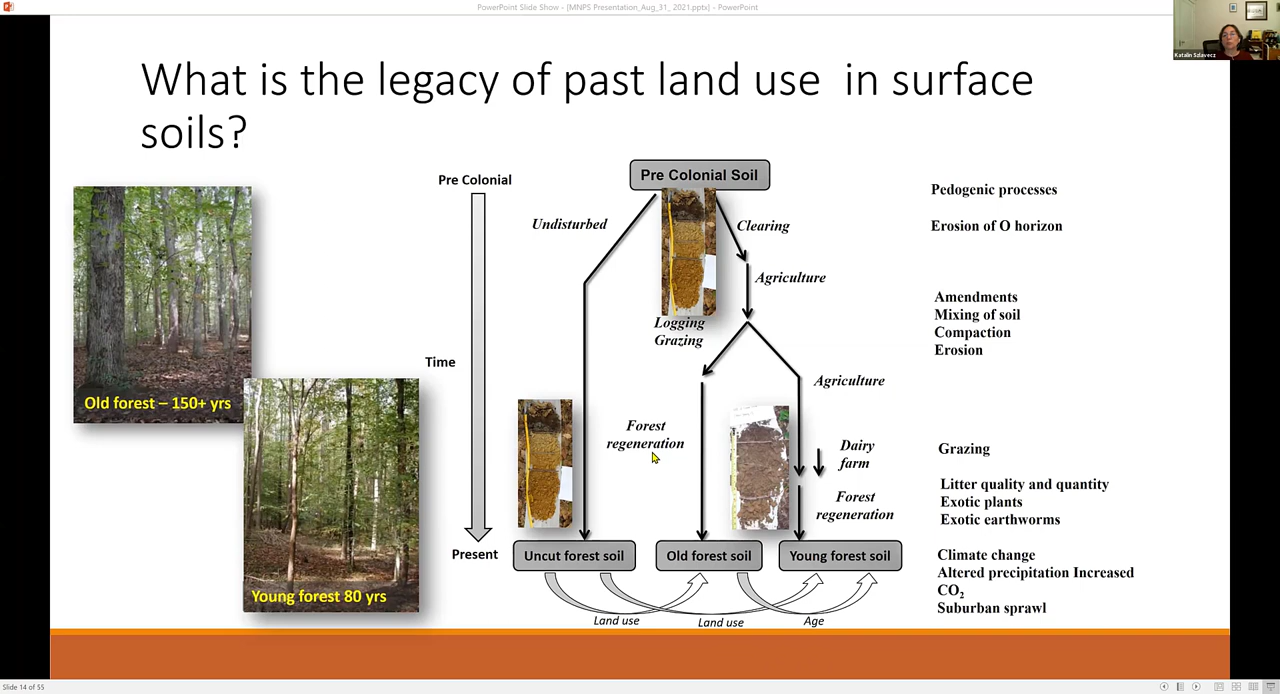 PowerPoint Slide Show - [MNPS Presentation_Aug_31, 2021.pptx] - PowerPoint
Katalin Szlavecz
What is the legacy of past land use in surface
soils?
Old forest – 150+ yrs
Young forest 80 yrs
Pre Colonial
Time
Present
Pre Colonial Soil
Undisturbed
Clearing
Agriculture
Logging
Grazing
Agriculture
Forest
regeneration
Dairy
farm
Forest
regeneration
Uncut forest soil
Old forest soil
Young forest soil
Land use
Land use
Age
Pedogenic processes
Erosion of O horizon
Amendments
Mixing of soil
Compaction
Erosion
Grazing
Litter quality and quantity
Exotic plants
Exotic earthworms
Climate change
Altered precipitation Increased
CO₂
Suburban sprawl
Slide 14 of 55